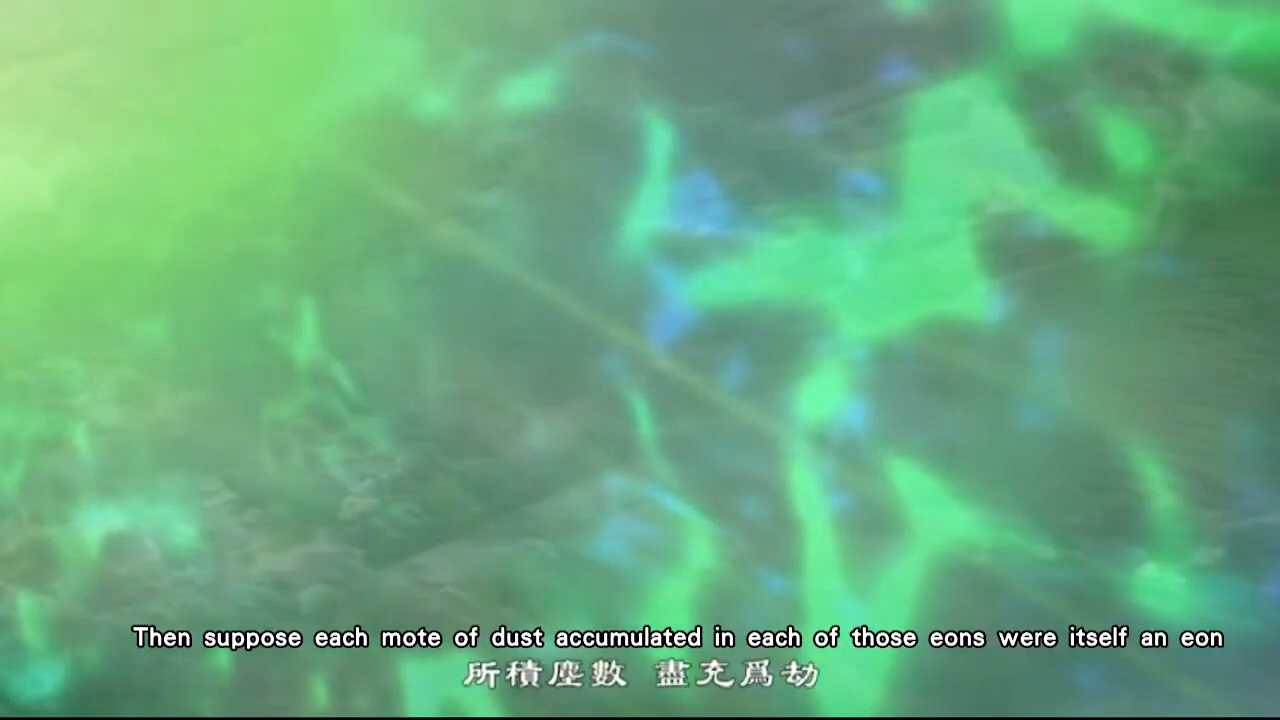 Then suppose each mote of dust accumulated in each of those eons were itself an eon
所積塵數 盡充爲劫